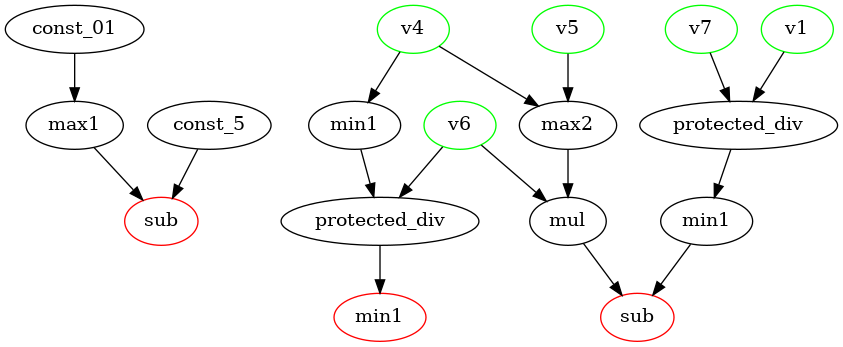 const_01
v4
v5
v7
v1
max1
const_5
min1
v6
max2
protected_div
sub
protected_div
mul
min1
min1
sub